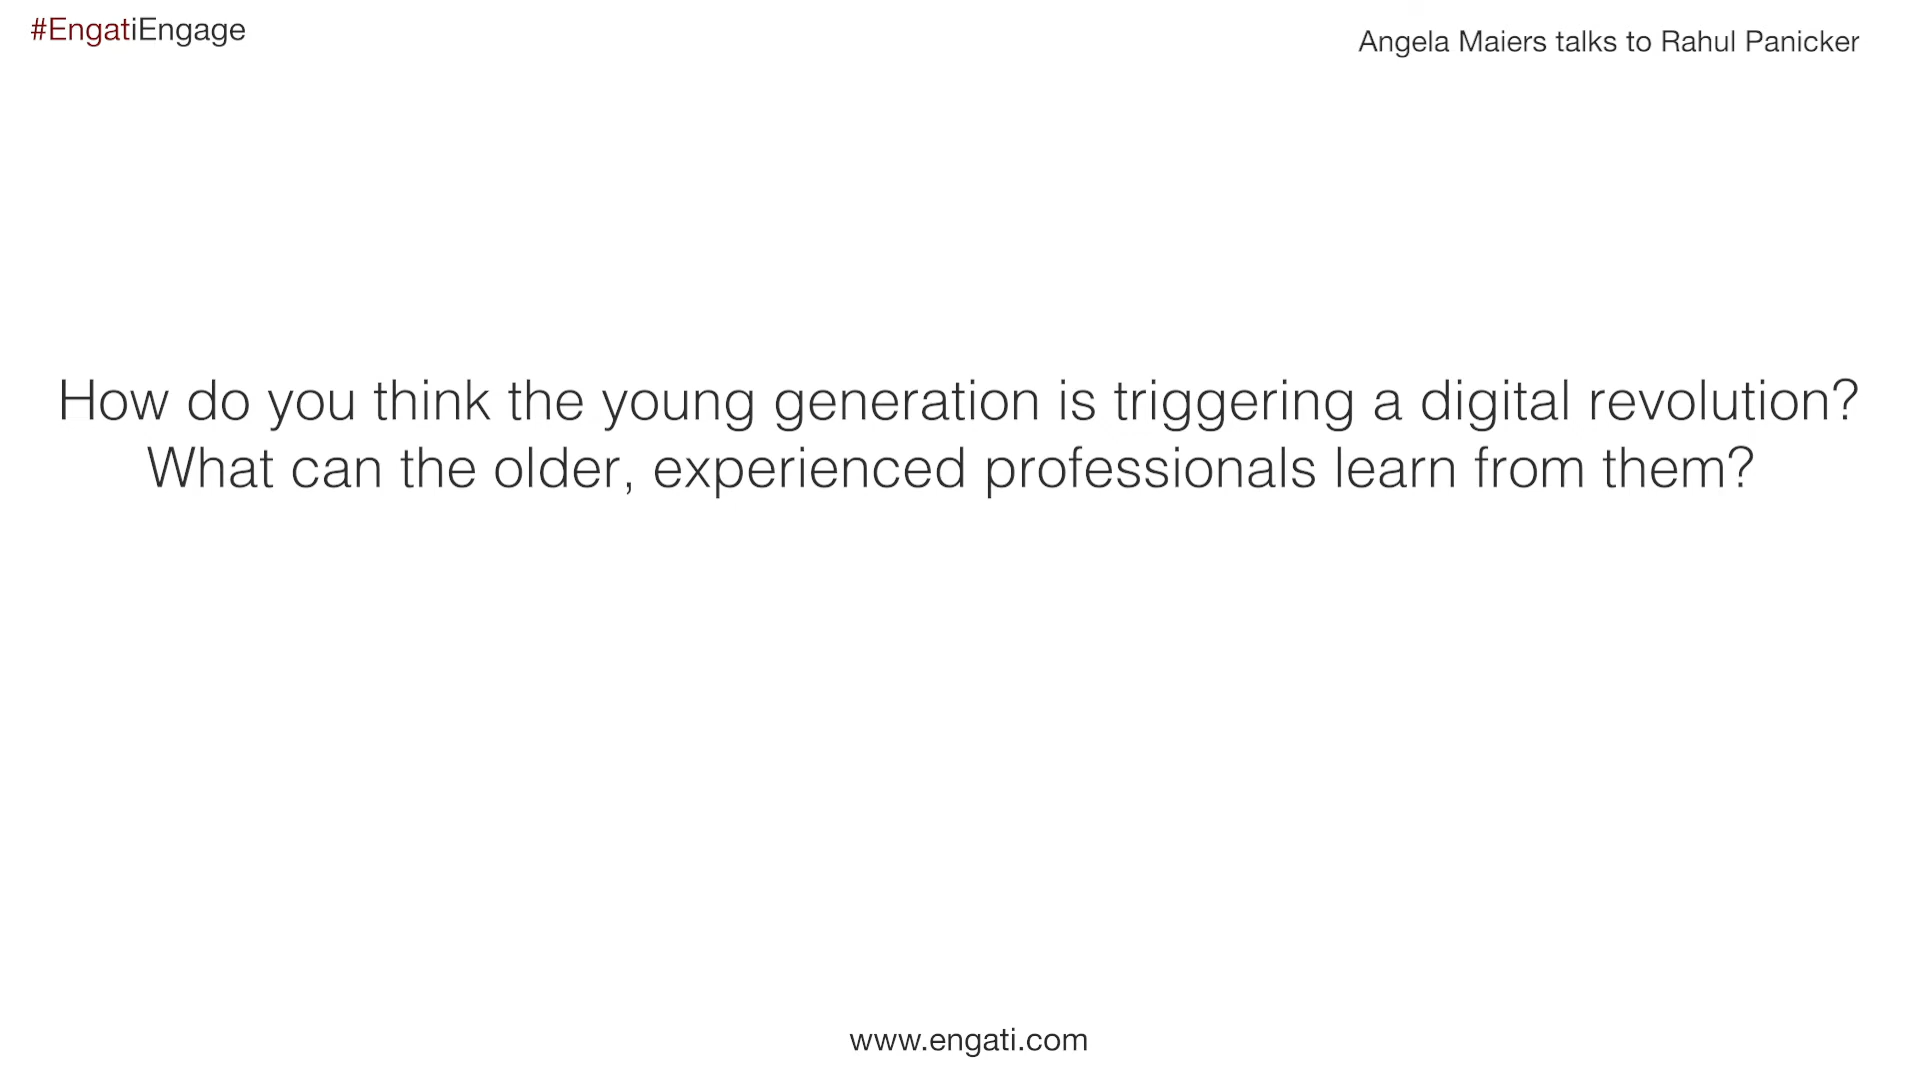 #EngatiEngage
Angela Maiers talks to Rahul Panicker
How do you think the young generation is triggering a digital revolution?
What can the older, experienced professionals learn from them?
www.engati.com